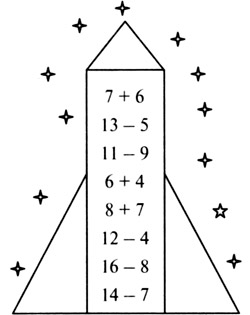 7 + 6
13 – 5
11 – 9
6 + 4
8 + 7
12 – 4
16 – 8
14 – 7